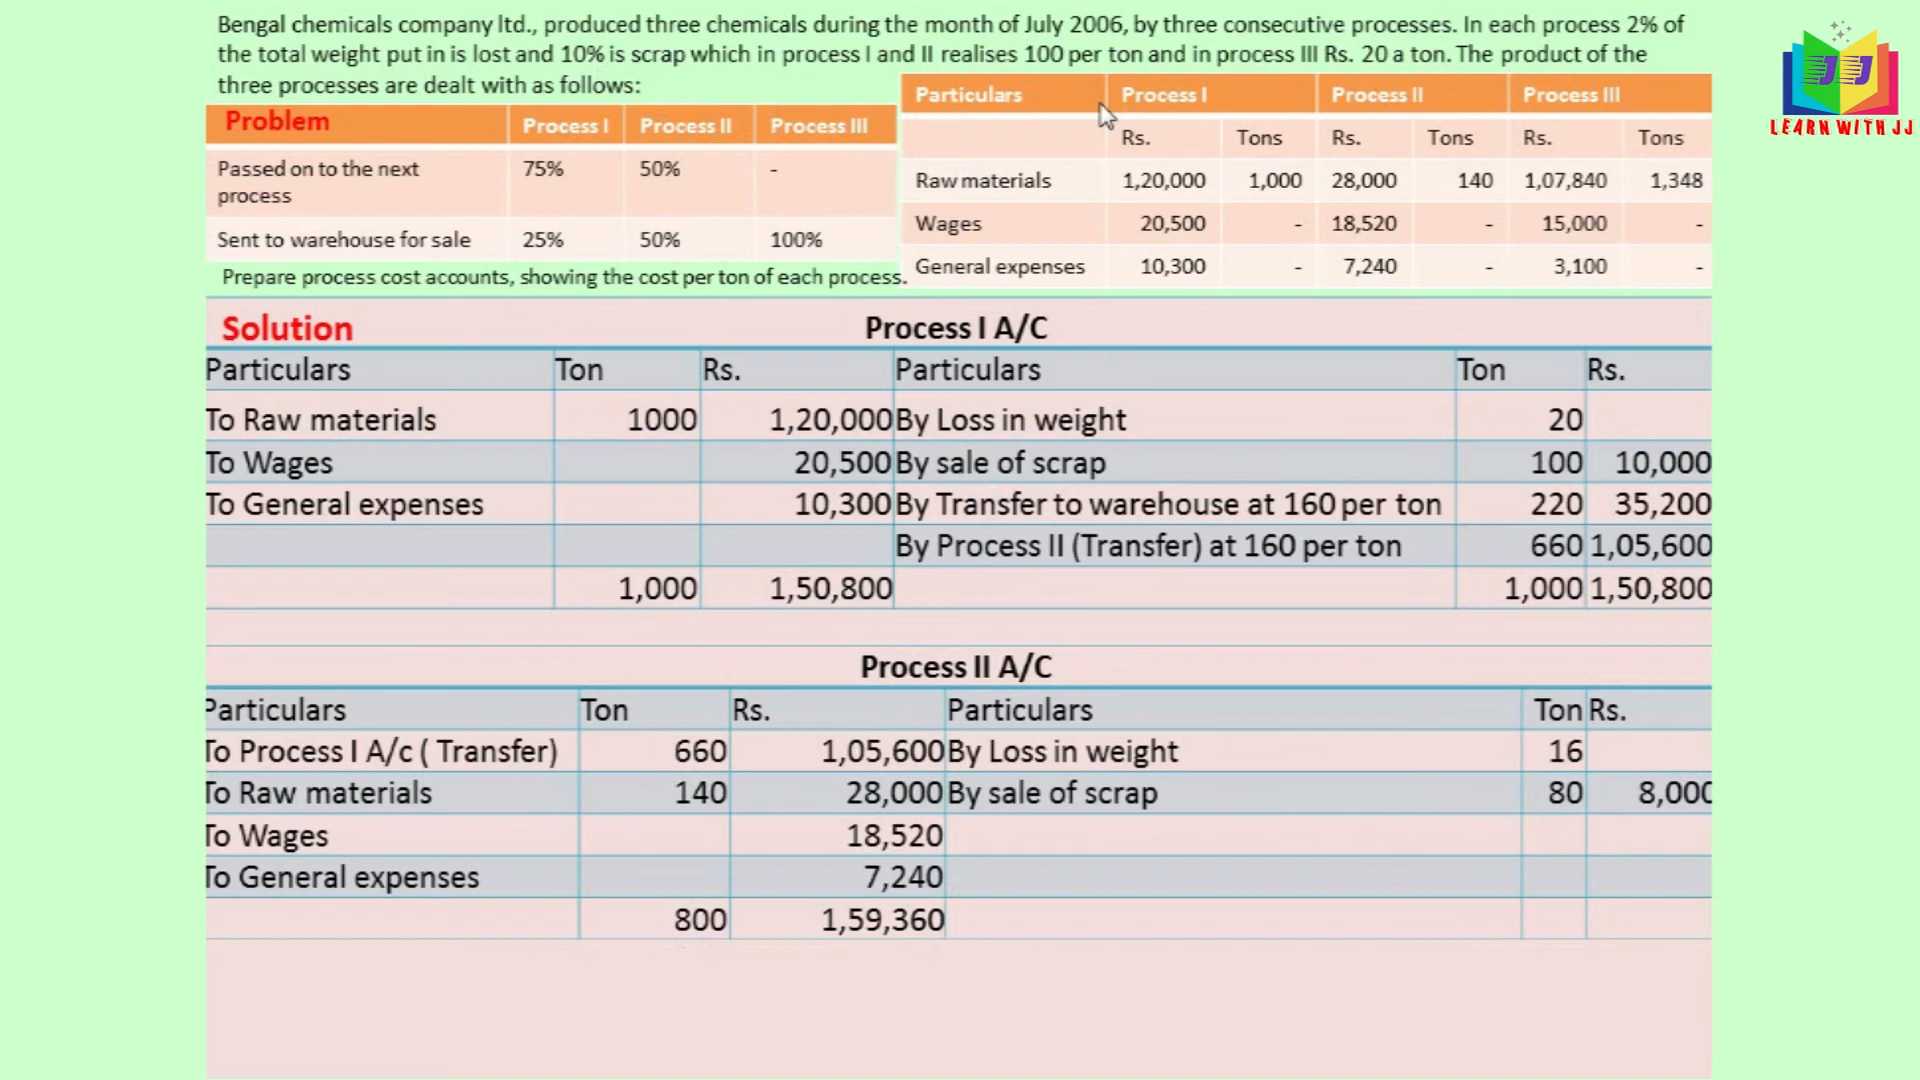 Bengal chemicals company ltd., produced three chemicals during the month of July 2006, by three consecutive processes. In each process 2% of
the total weight put in is lost and 10% is scrap which in process I and II realises 100 per ton and in process III Rs. 20 a ton. The product of the
three processes are dealt with as follows:
Problem Process I Process II Process III
Passed on to the next process 75% 50% -
Sent to warehouse for sale 25% 50% 100%
Prepare process cost accounts, showing the cost per ton of each process.
Particulars Process I Process II Process III
Rs. Tons Rs. Tons Rs. Tons
Raw materials 1,20,000 1,000 28,000 140 1,07,840 1,348
Wages 20,500 - 18,520 - 15,000 -
General expenses 10,300 - 7,240 - 3,100 -
JJ
LEARN WITH JJ
Solution Process I A/C
Particulars Ton Rs. Particulars Ton Rs.
To Raw materials 1000 1,20,000 By Loss in weight 20
To Wages 20,500 By sale of scrap 100 10,000
To General expenses 10,300 By Transfer to warehouse at 160 per ton 220 35,200
By Process II (Transfer) at 160 per ton 660 1,05,600
1,000 1,50,800 1,000 1,50,800
Process II A/C
Particulars Ton Rs. Particulars Ton Rs.
To Process I A/c ( Transfer) 660 1,05,600 By Loss in weight 16
To Raw materials 140 28,000 By sale of scrap 80 8,000
To Wages 18,520
To General expenses 7,240
800 1,59,360